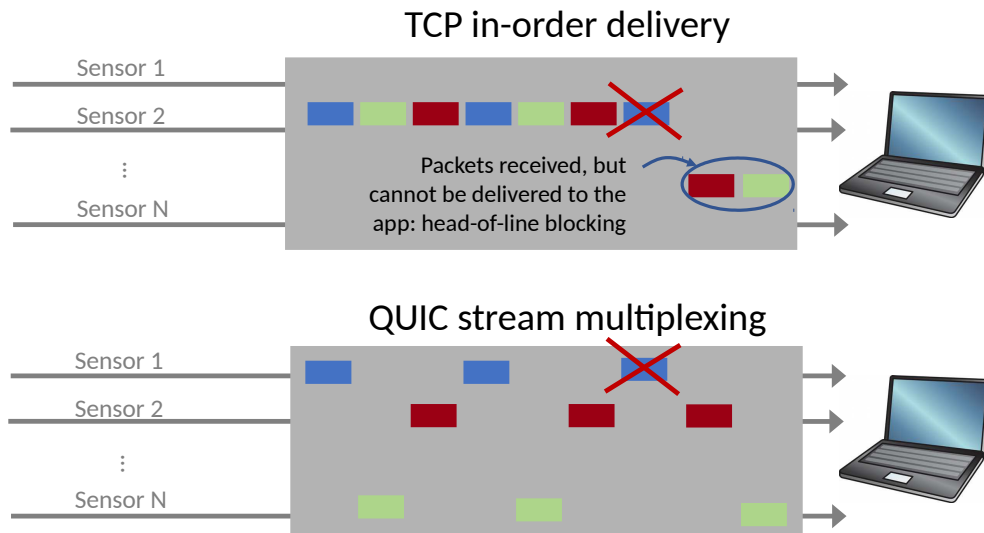 TCP in-order delivery
Sensor 1
Sensor 2
⋮
Sensor N
Packets received, but
cannot be delivered to the
app: head-of-line blocking
QUIC stream multiplexing
Sensor 1
Sensor 2
⋮
Sensor N